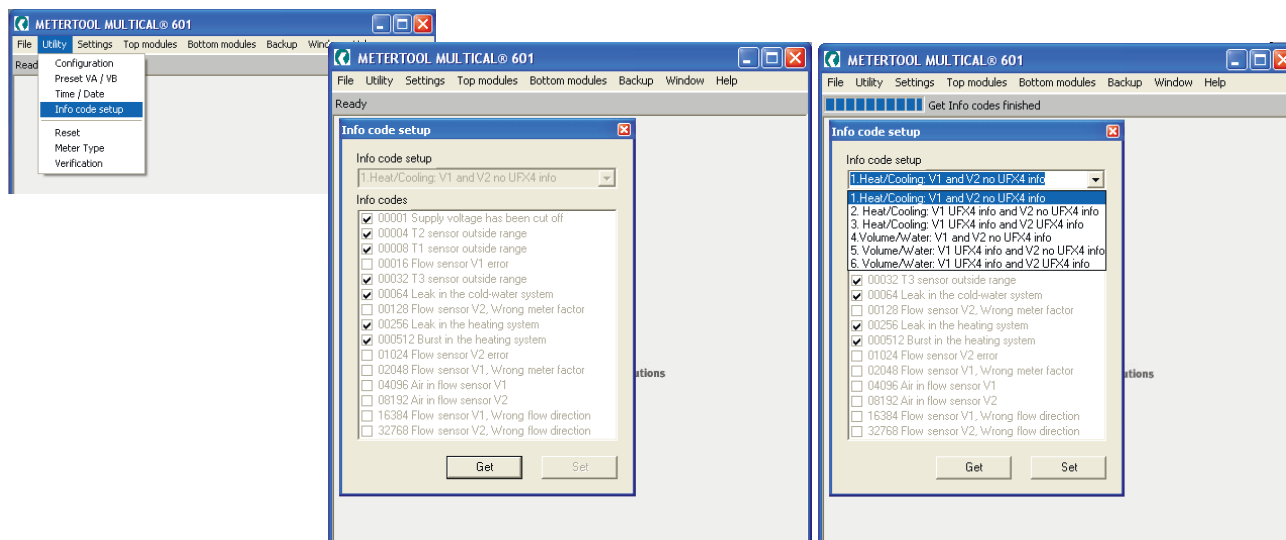 METERTOOL MULTICAL® 601
File Utility Settings Top modules Bottom modules Backup
Configuration
Preset VA / VB
Time / Date
Info code setup
Reset
Meter Type
Verification
METERTOOL MULTICAL® 601
File Utility Settings Top modules Bottom modules Backup Window Help
Ready
Info code setup
Info code setup
1.Heat/Cooling: V1 and V2 no UFX4 info
Info codes
00001 Supply voltage has been cut off
00004 T2 sensor outside range
00008 T1 sensor outside range
00016 Flow sensor V1 error
00032 T3 sensor outside range
00064 Leak in the cold-water system
00128 Flow sensor V2, Wrong meter factor
00256 Leak in the heating system
000512 Burst in the heating system
01024 Flow sensor V2 error
02048 Flow sensor V1, Wrong meter factor
04096 Air in flow sensor V1
08192 Air in flow sensor V2
16384 Flow sensor V1, Wrong flow direction
32768 Flow sensor V2, Wrong flow direction
Get Set
METERTOOL MULTICAL® 601
File Utility Settings Top modules Bottom modules Backup Window Help
Get Info codes finished
Info code setup
Info code setup
1.Heat/Cooling: V1 and V2 no UFX4 info
1.Heat/Cooling: V1 and V2 no UFX4 info
2. Heat/Cooling: V1 UFX4 info and V2 no UFX4 info
3. Heat/Cooling: V1 UFX4 info and V2 UFX4 info
4.Volume/Water: V1 and V2 no UFX4 info
5. Volume/Water: V1 UFX4 info and V2 no UFX4 info
6. Volume/Water: V1 UFX4 info and V2 UFX4 info
00032 T3 sensor outside range
00064 Leak in the cold-water system
00128 Flow sensor V2, Wrong meter factor
00256 Leak in the heating system
000512 Burst in the heating system
01024 Flow sensor V2 error
02048 Flow sensor V1, Wrong meter factor
04096 Air in flow sensor V1
08192 Air in flow sensor V2
16384 Flow sensor V1, Wrong flow direction
32768 Flow sensor V2, Wrong flow direction
Get Set